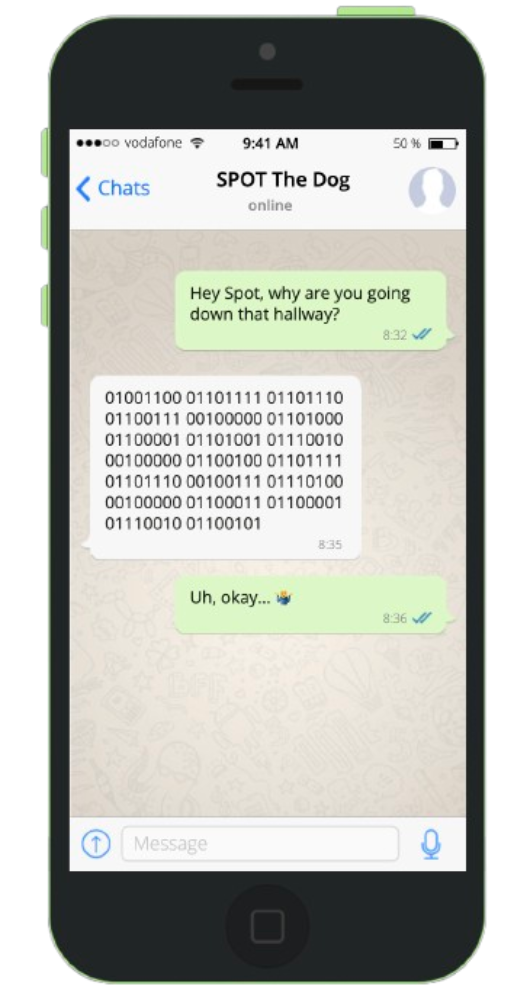 vodafone 9:41 AM 50 %
Chats SPOT The Dog
online
Hey Spot, why are you going
down that hallway?
8:32
01001100 01101111 01101110
01100111 00100000 01101000
01100001 01101001 01110010
00100000 01100100 01101111
01101110 00100111 01110100
00100000 01100011 01100001
01110010 01100101
8:35
Uh, okay... 🤷
8:36
Message